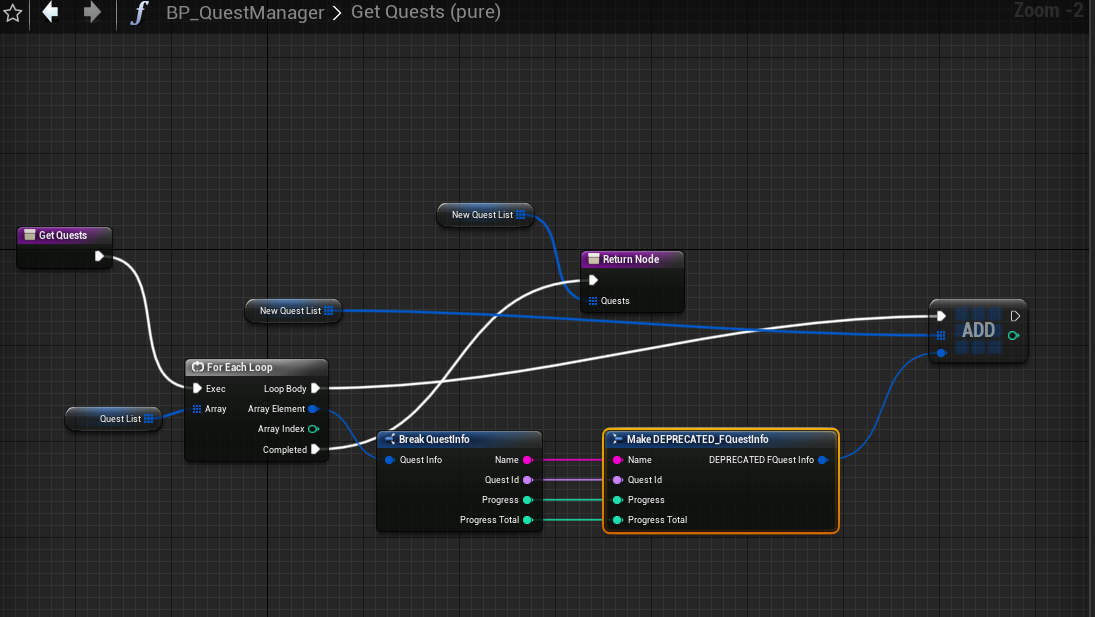 BP_QuestManager > Get Quests (pure)
Zoom -2
New Quest List
Get Quests
Return Node
Quests
New Quest List
ADD
For Each Loop
Exec
Loop Body
Array
Array Element
Array Index
Completed
Quest List
Break QuestInfo
Quest Info
Name
Quest Id
Progress
Progress Total
Make DEPRECATED_FQuestInfo
Name
DEPRECATED FQuest Info
Quest Id
Progress
Progress Total